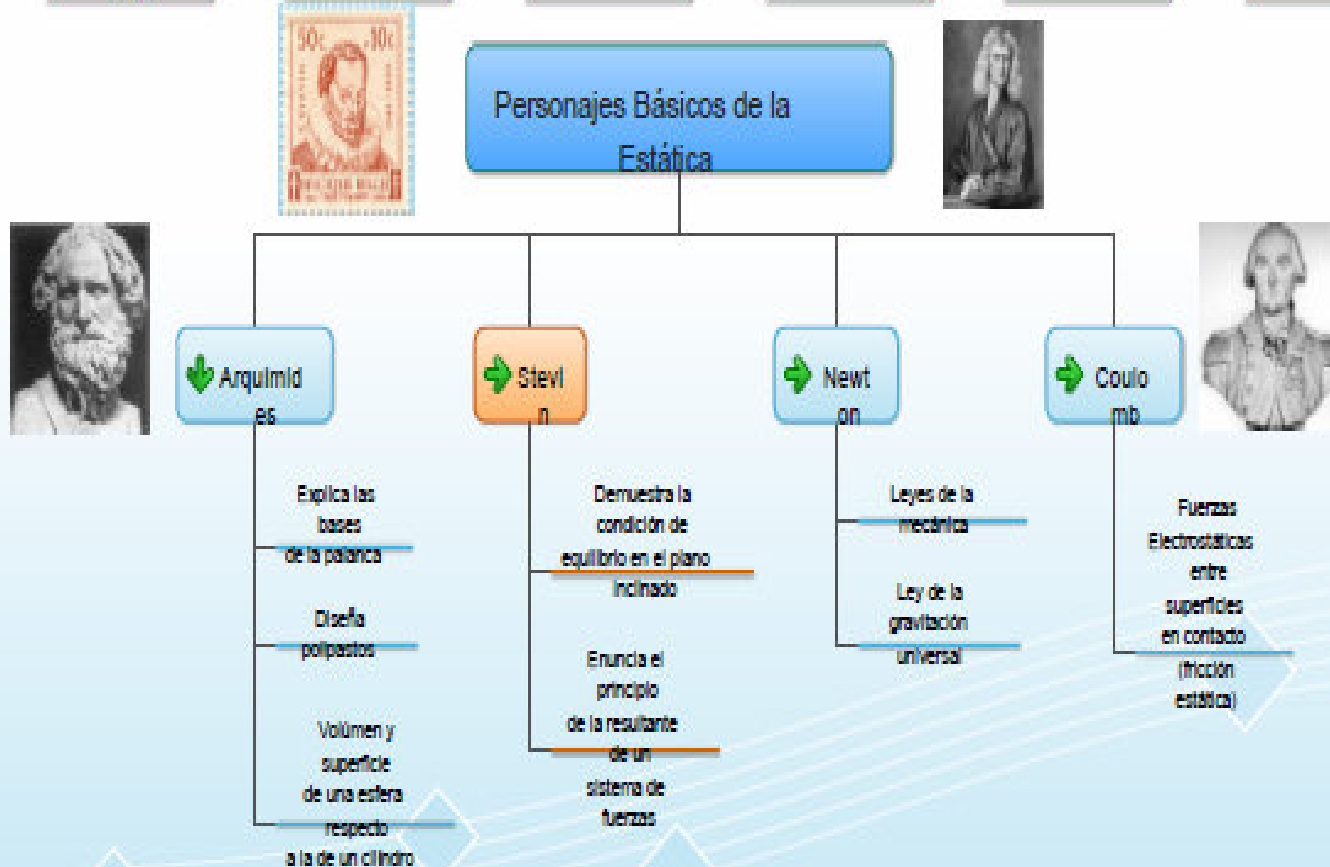 50c +10c
Personajes Básicos de la
Estática
Arquimid
es
Stevi
n
Newt
on
Coulo
mb
Explica las
bases
de la palanca
Diseña
polipastos
Volúmen y
superficie
de una esfera
respecto
a la de un cilindro
Demuestra la
condición de
equilibrio en el plano
inclinado
Enuncia el
principio
de la resultante
de un
sistema de
fuerzas
Leyes de la
mecánica
Ley de la
gravitación
universal
Fuerzas
Electrostáticas
entre
superficies
en contacto
(fricción
estática)